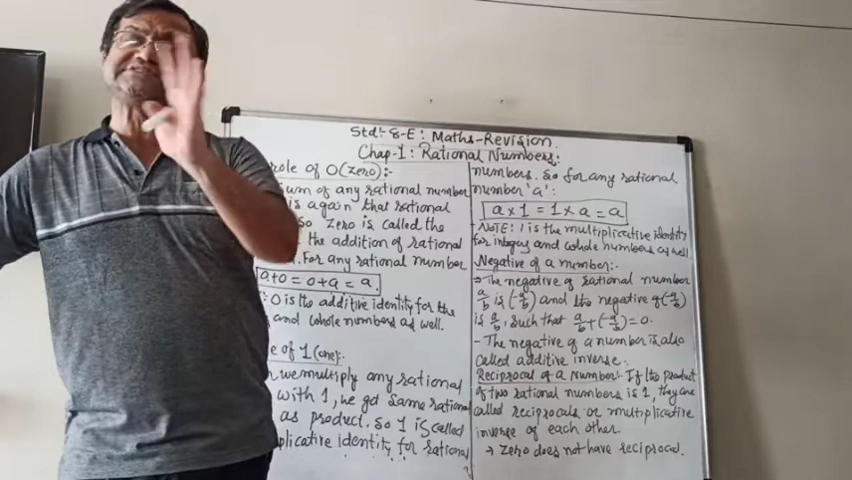 Std:- 8-E: Maths-Revision.
Chap-1: Rational Numbers:
role of 0 (zero):-
sum of any rational number
is again that rational
so zero is called the
the addition of rational
. For any rational number
a+0 = 0+a = a.
: 0 is the additive identity for the
and whole numbers as well.
e of 1 (one):
we multiply any rational
with 1, we get same rational
as product. So 1 is called
plicative identity for rational
numbers. So for any rational
number 'a':
a x 1 = 1 x a = a
NOTE: 1 is the multiplicative identity
for integers and whole numbers as well
Negative of a number:-
→ The negative of rational number
a/b is (-a/b) and the negative of (-a/b)
is a/b, such that a/b + (-a/b) = 0.
- The negative of a number is also
called additive inverse.
Reciprocal of a Number:- If the product
of two rational numbers is 1, they are
called reciprocals or multiplicative
inverse of each other.
→ Zero does not have reciprocal.